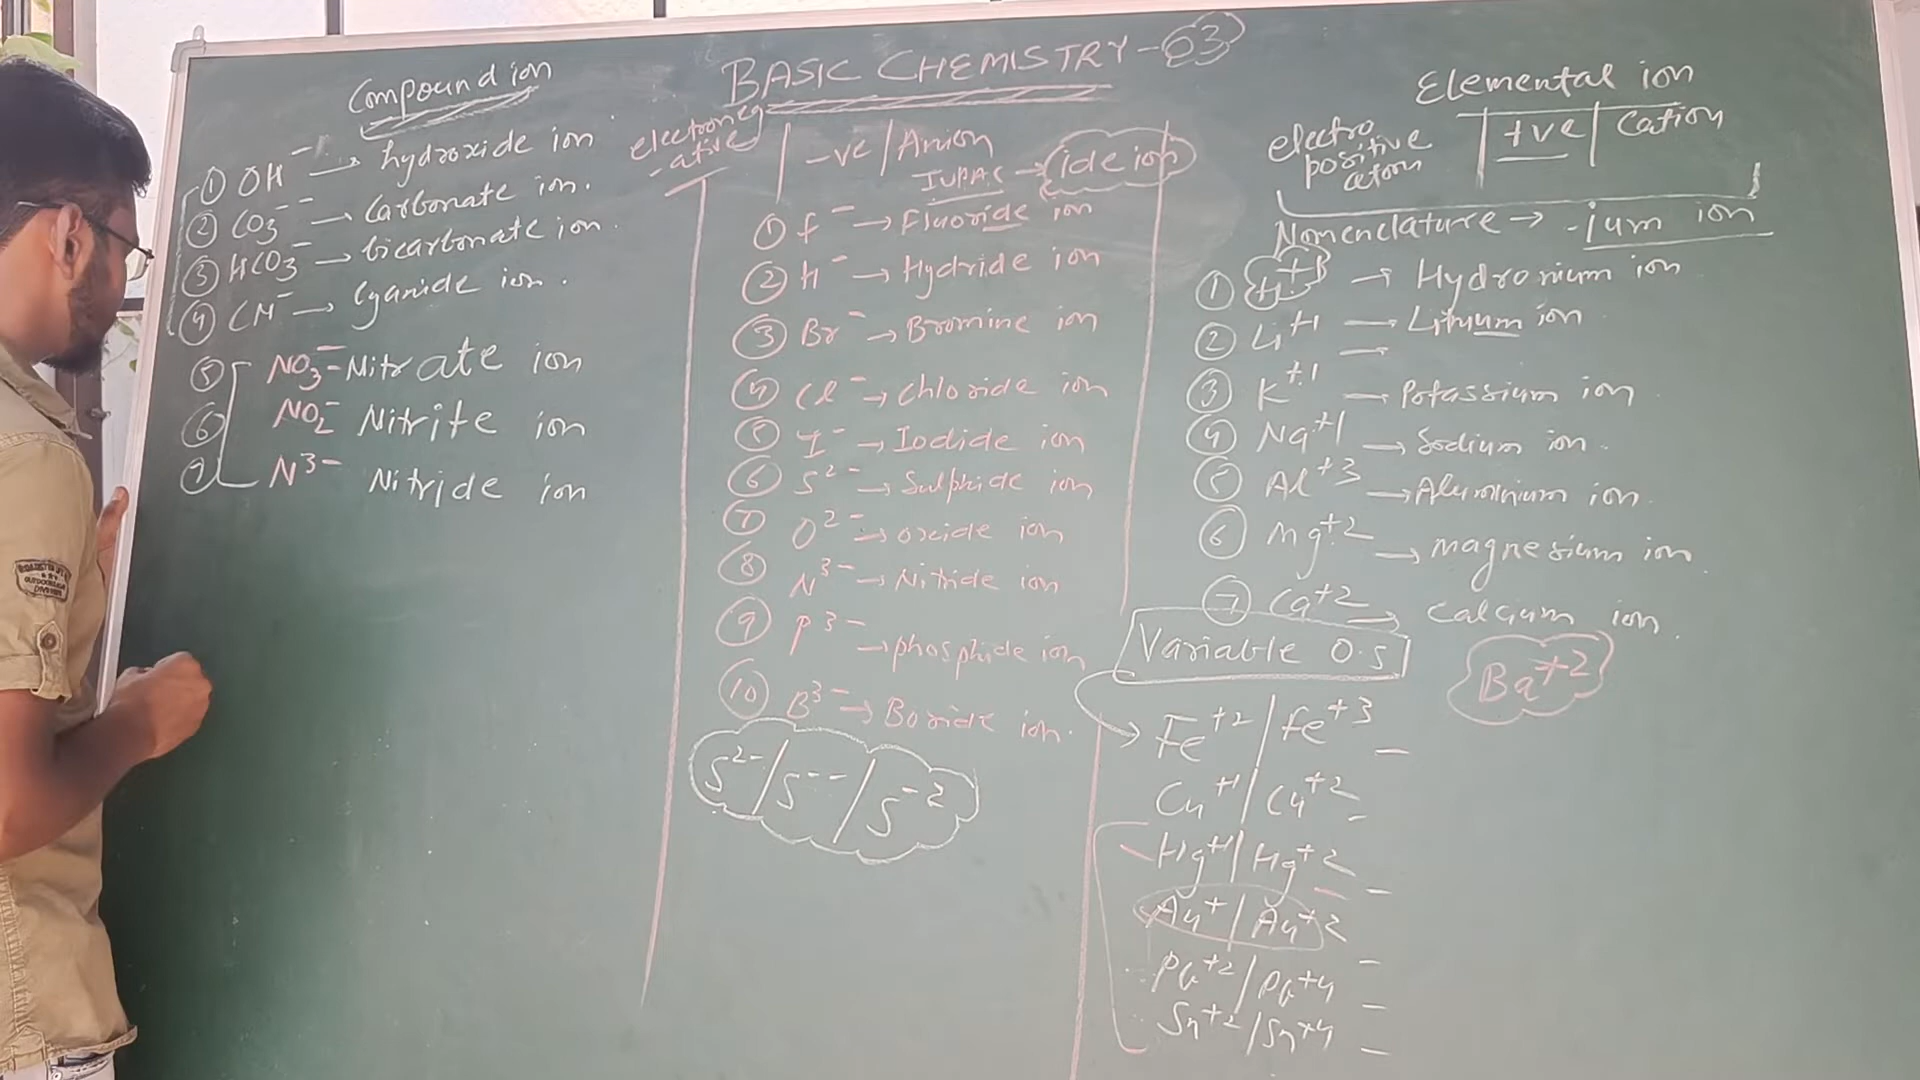 BASIC CHEMISTRY-03
Compound ion
① OH⁻ → hydroxide ion
② CO₃⁻⁻ → Carbonate ion.
③ HCO₃⁻ → bicarbonate ion.
④ CN⁻ → Cyanide ion.
⑤ NO₃⁻ - Nitrate ion
⑥ NO₂⁻ Nitrite ion
⑦ N³⁻ Nitride ion
electroneg
-ative
-ve / Anion
IUPAC → ide ion
① F⁻ → Fluoride ion
② H⁻ → Hydride ion
③ Br⁻ → Bromine ion
④ Cl⁻ → Chloride ion
⑤ I⁻ → Iodide ion
⑥ S²⁻ → Sulphide ion
⑦ O²⁻ → oxide ion
⑧ N³⁻ → Nitride ion
⑨ P³⁻ → phosphide ion
⑩ B³⁻ → Boride ion.
S²⁻ / S⁻⁻ / S⁻²
Elemental ion
electro
positive
atom
+ve / Cation
Nomenclature → -ium ion
① H⁺¹ → Hydronium ion
② Li⁺¹ → Lithium ion
③ K⁺¹ → Potassium ion
④ Na⁺¹ → Sodium ion.
⑤ Al⁺³ → Aluminium ion.
⑥ Mg⁺² → magnesium ion.
⑦ Ca⁺² → Calcium ion.
Ba⁺²
Variable O.S
→ Fe⁺² / Fe⁺³ -
Cu⁺¹ / Cu⁺² -
Hg⁺¹ / Hg⁺² -
Au⁺ / Au⁺² -
Pb⁺² / Pb⁺⁴ -
Sn⁺² / Sn⁺⁴ -